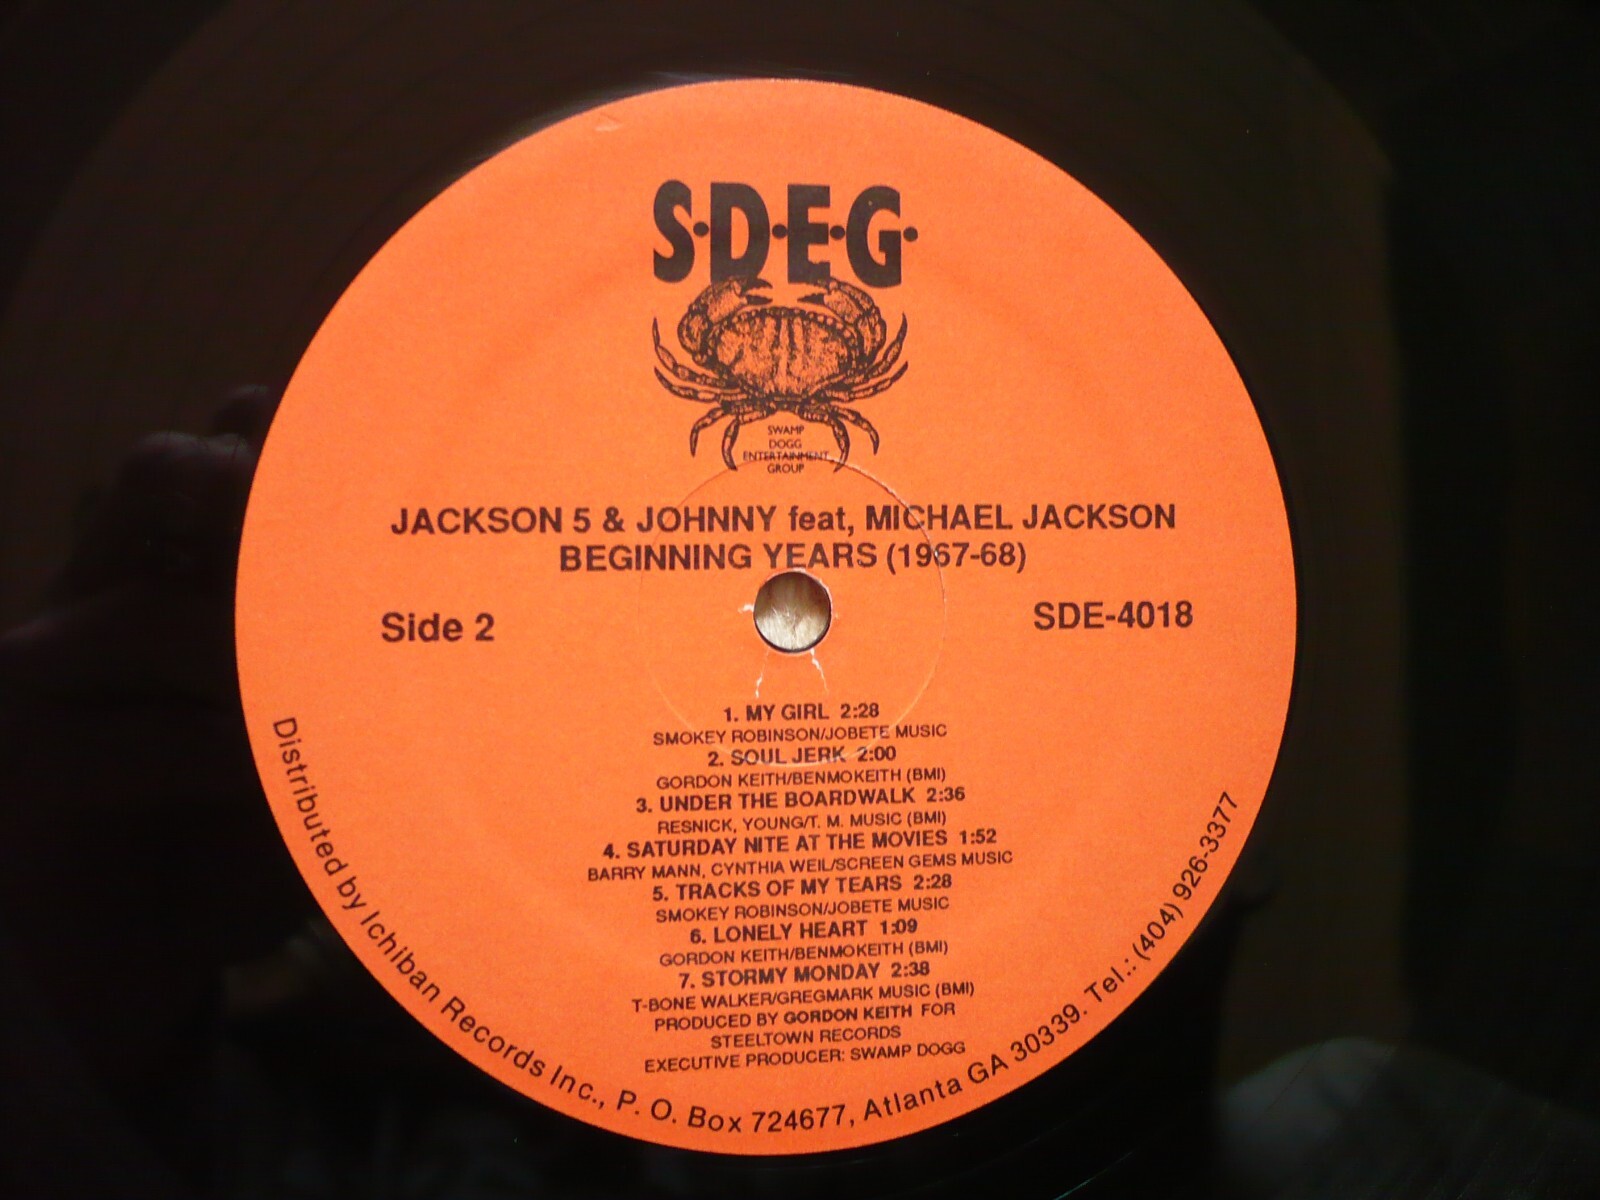 S·D·E·G·
SWAMP
DOGG
ENTERTAINMENT
GROUP
JACKSON 5 & JOHNNY feat, MICHAEL JACKSON
BEGINNING YEARS (1967-68)
Side 2
SDE-4018
1. MY GIRL 2:28
SMOKEY ROBINSON/JOBETE MUSIC
2. SOUL JERK 2:00
GORDON KEITH/BENMOKEITH (BMI)
3. UNDER THE BOARDWALK 2:36
RESNICK, YOUNG/T. M. MUSIC (BMI)
4. SATURDAY NITE AT THE MOVIES 1:52
BARRY MANN, CYNTHIA WEIL/SCREEN GEMS MUSIC
5. TRACKS OF MY TEARS 2:28
SMOKEY ROBINSON/JOBETE MUSIC
6. LONELY HEART 1:09
GORDON KEITH/BENMOKEITH (BMI)
7. STORMY MONDAY 2:38
T-BONE WALKER/GREGMARK MUSIC (BMI)
PRODUCED BY GORDON KEITH FOR
STEELTOWN RECORDS
EXECUTIVE PRODUCER: SWAMP DOGG
Distributed by Ichiban Records Inc., P. O. Box 724677, Atlanta GA 30339. Tel.: (404) 926-3377